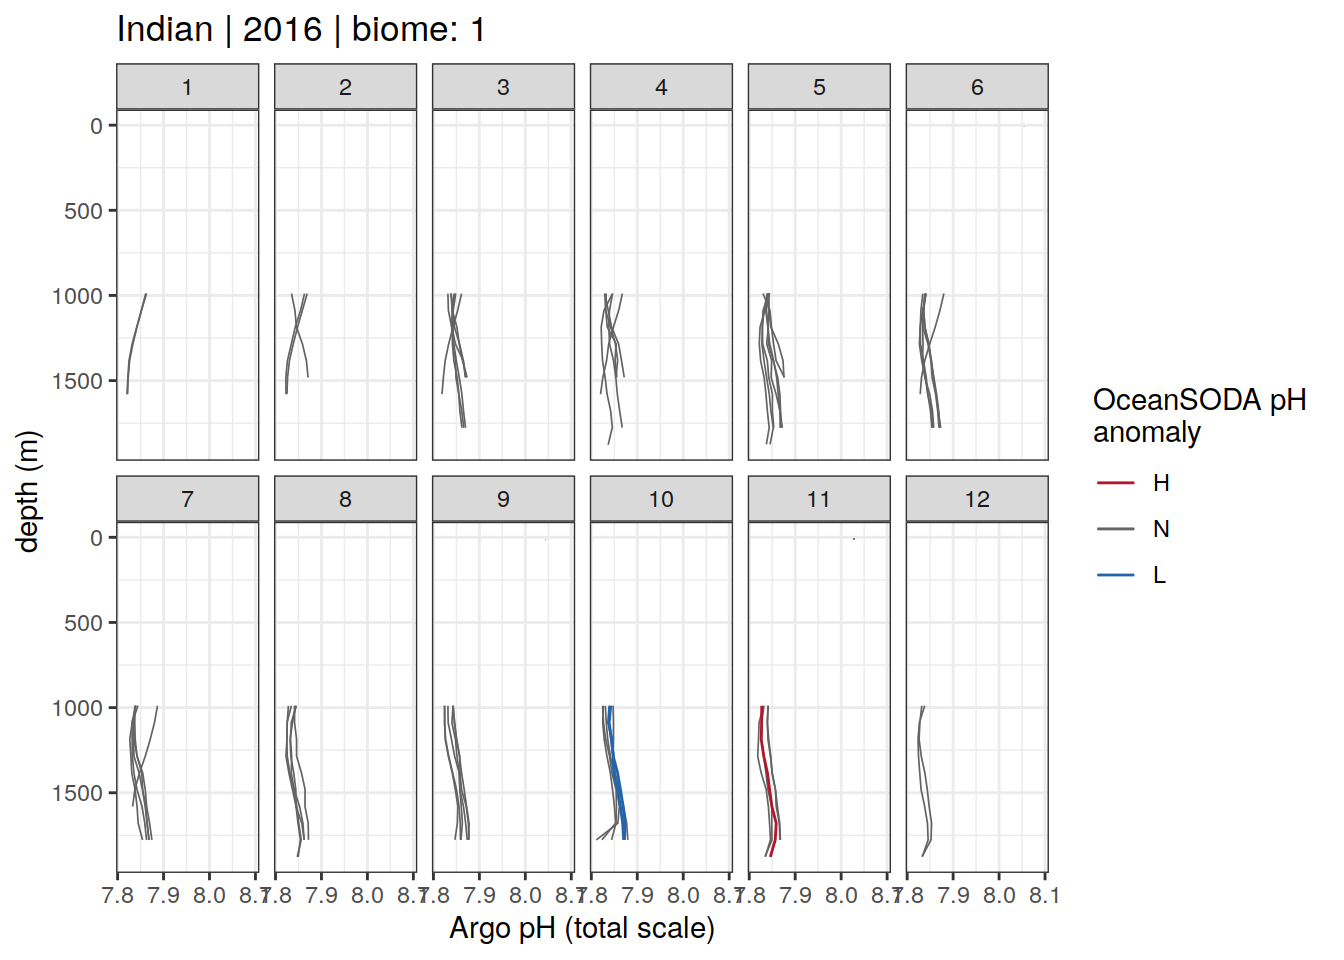 Indian | 2016 | biome: 1
1 2 3 4 5 6
0
500
1000
1500
7 8 9 10 11 12
0
500
1000
1500
7.8 7.9 8.0 8.1 7.8 7.9 8.0 8.1 7.8 7.9 8.0 8.1 7.8 7.9 8.0 8.1 7.8 7.9 8.0 8.1 7.8 7.9 8.0 8.1
Argo pH (total scale)
depth (m)
OceanSODA pH
anomaly
H
N
L